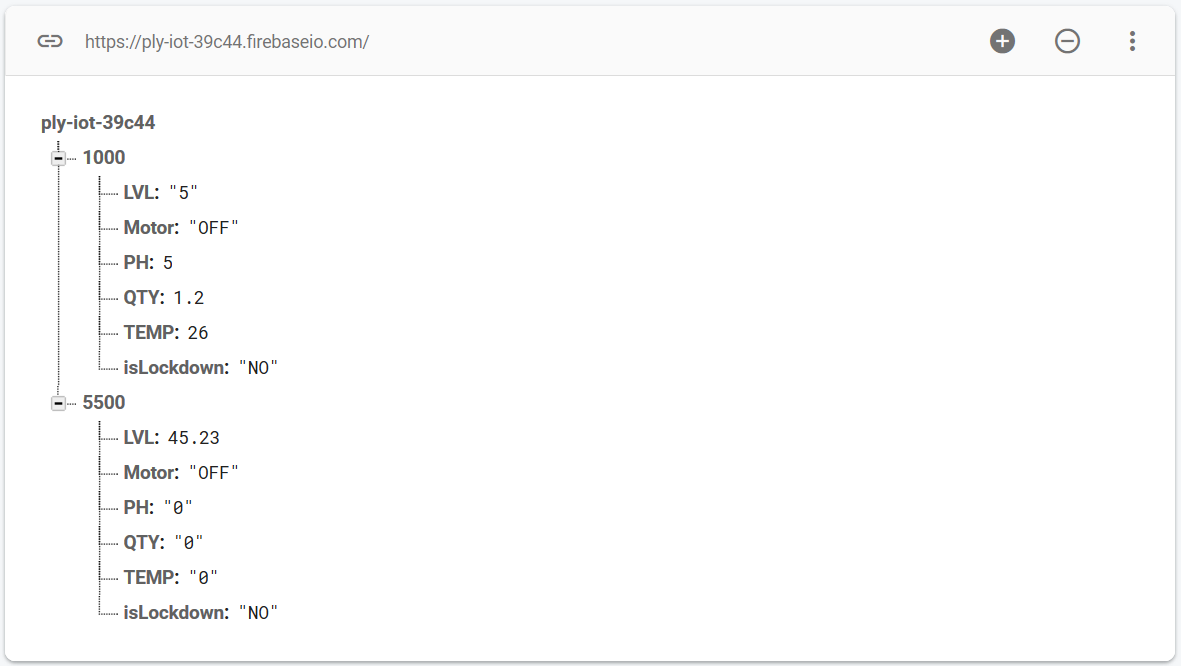 https://ply-iot-39c44.firebaseio.com/
ply-iot-39c44
1000
LVL: "5"
Motor: "OFF"
PH: 5
QTY: 1.2
TEMP: 26
isLockdown: "NO"
5500
LVL: 45.23
Motor: "OFF"
PH: "0"
QTY: "0"
TEMP: "0"
isLockdown: "NO"